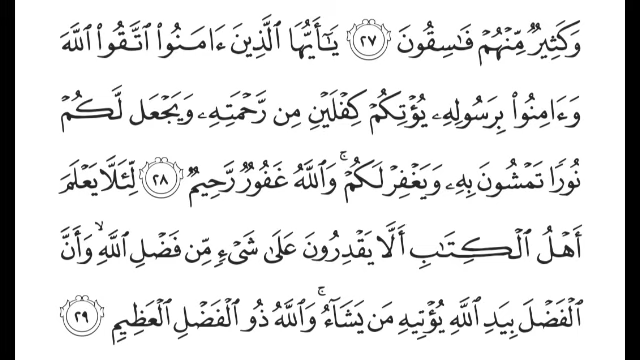 وَكَثِيرٌ مِّنْهُمْ فَٰسِقُونَ ٢٧ يَٰٓأَيُّهَا ٱلَّذِينَ ءَامَنُوا۟ ٱتَّقُوا۟ ٱللَّهَ
وَءَامِنُوا۟ بِرَسُولِهِۦ يُؤْتِكُمْ كِفْلَيْنِ مِن رَّحْمَتِهِۦ وَيَجْعَل لَّكُمْ
نُورًا تَمْشُونَ بِهِۦ وَيَغْفِرْ لَكُمْ ۚ وَٱللَّهُ غَفُورٌ رَّحِيمٌ ٢٨ لِّئَلَّا يَعْلَمَ
أَهْلُ ٱلْكِتَٰبِ أَلَّا يَقْدِرُونَ عَلَىٰ شَىْءٍ مِّن فَضْلِ ٱللَّهِ ۙ وَأَنَّ
ٱلْفَضْلَ بِيَدِ ٱللَّهِ يُؤْتِيهِ مَن يَشَآءُ ۚ وَٱللَّهُ ذُو ٱلْفَضْلِ ٱلْعَظِيمِ ٢٩